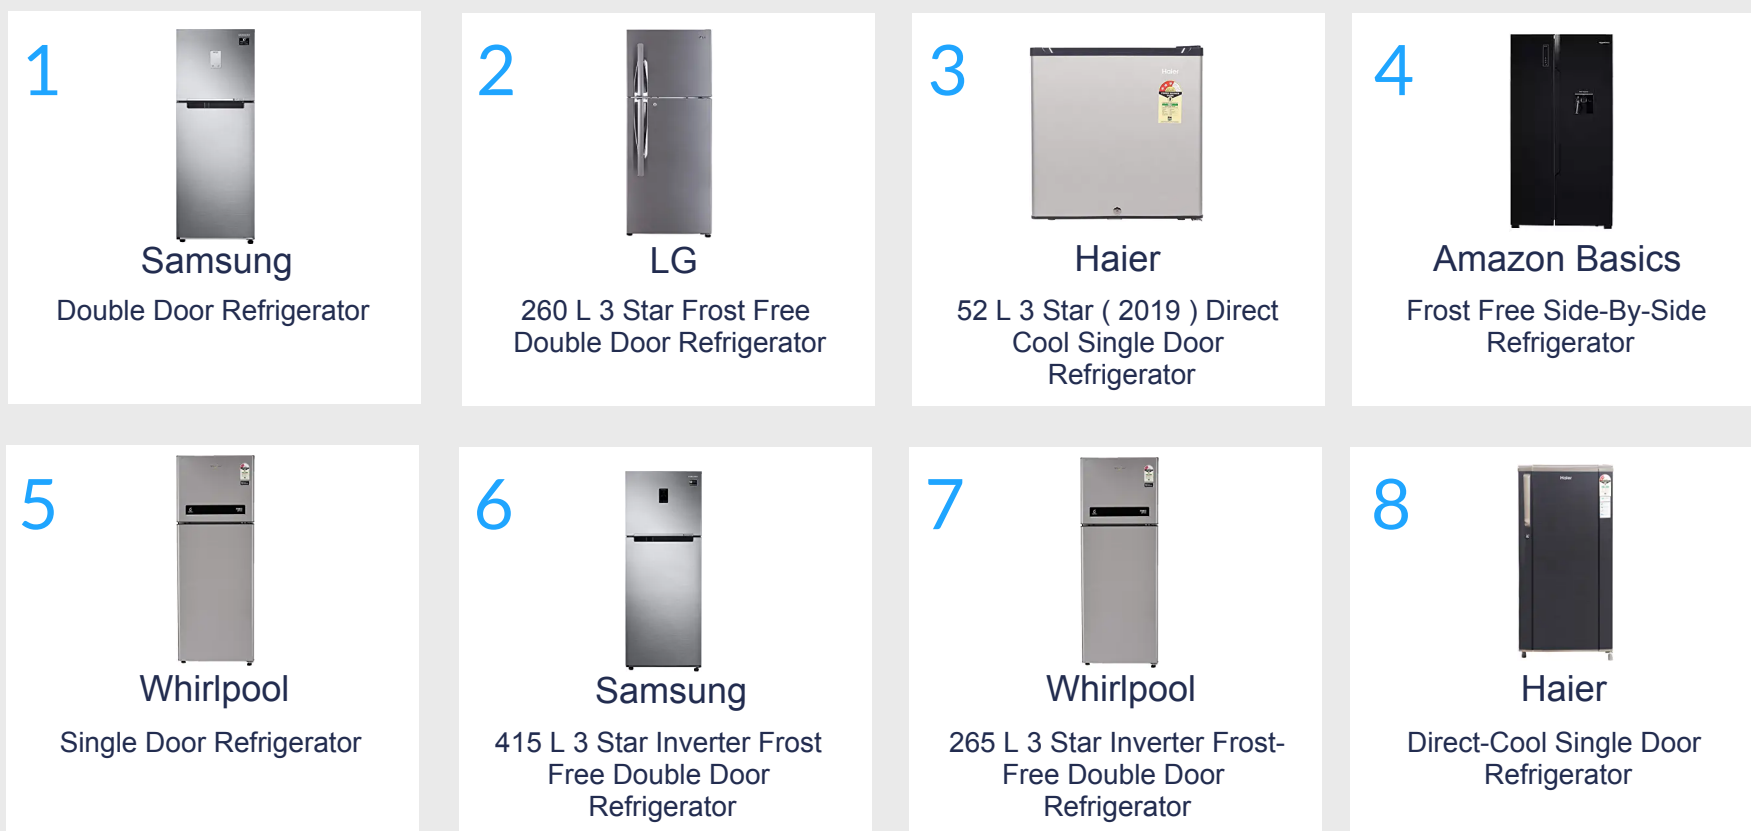 1
Samsung
Double Door Refrigerator
2
LG
260 L 3 Star Frost Free
Double Door Refrigerator
3
Haier
Haier
52 L 3 Star ( 2019 ) Direct
Cool Single Door
Refrigerator
4
Amazon Basics
Frost Free Side-By-Side
Refrigerator
5
Whirlpool
Single Door Refrigerator
6
Samsung
415 L 3 Star Inverter Frost
Free Double Door
Refrigerator
7
Whirlpool
265 L 3 Star Inverter Frost-
Free Double Door
Refrigerator
8
Haier
Haier
Direct-Cool Single Door
Refrigerator